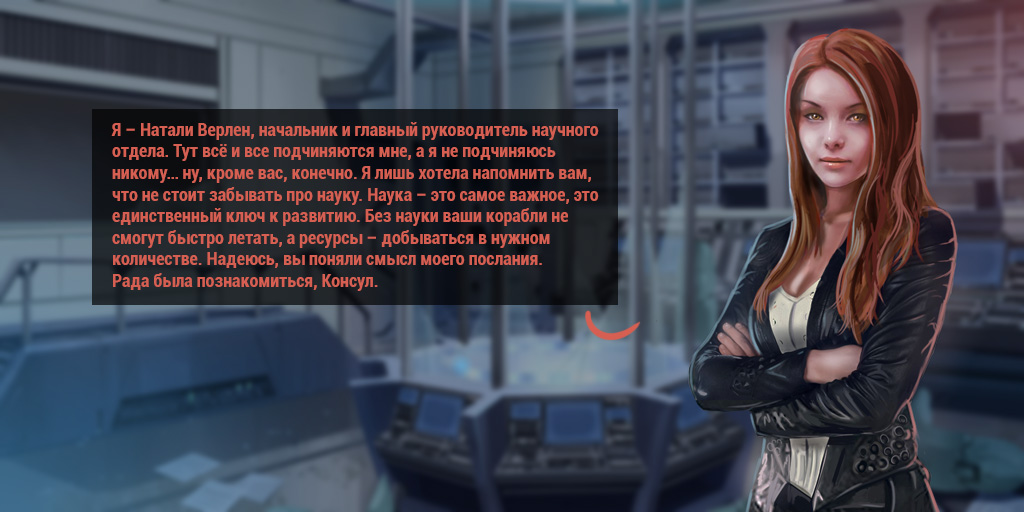 Я – Натали Верлен, начальник и главный руководитель научного
отдела. Тут всё и все подчиняются мне, а я не подчиняюсь
никому... ну, кроме вас, конечно. Я лишь хотела напомнить вам,
что не стоит забывать про науку. Наука – это самое важное, это
единственный ключ к развитию. Без науки ваши корабли не
смогут быстро летать, а ресурсы – добываться в нужном
количестве. Надеюсь, вы поняли смысл моего послания.
Рада была познакомиться, Консул.